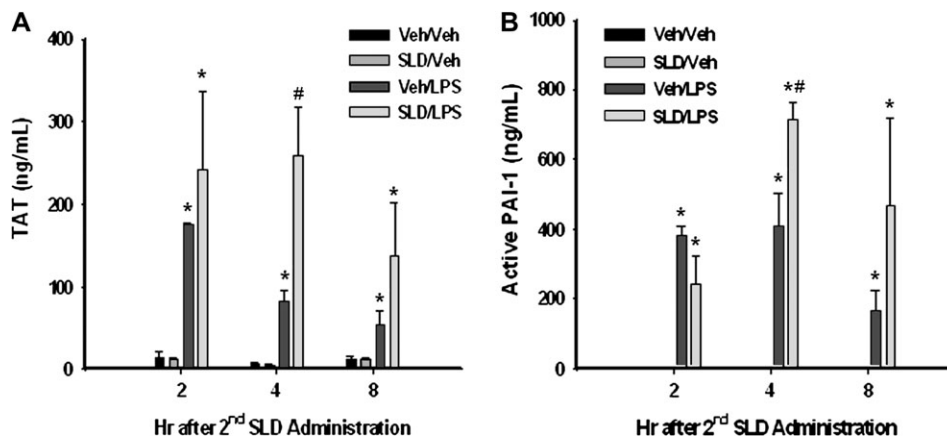 A
Veh/Veh
SLD/Veh
Veh/LPS
SLD/LPS
TAT (ng/mL)
400
300
200
100
0
*
*
*
#
*
*
2
4
8
Hr after 2nd SLD Administration
B
Veh/Veh
SLD/Veh
Veh/LPS
SLD/LPS
Active PAI-1 (ng/mL)
1000
800
600
400
200
0
*
*
*
*#
*
*
2
4
8
Hr after 2nd SLD Administration